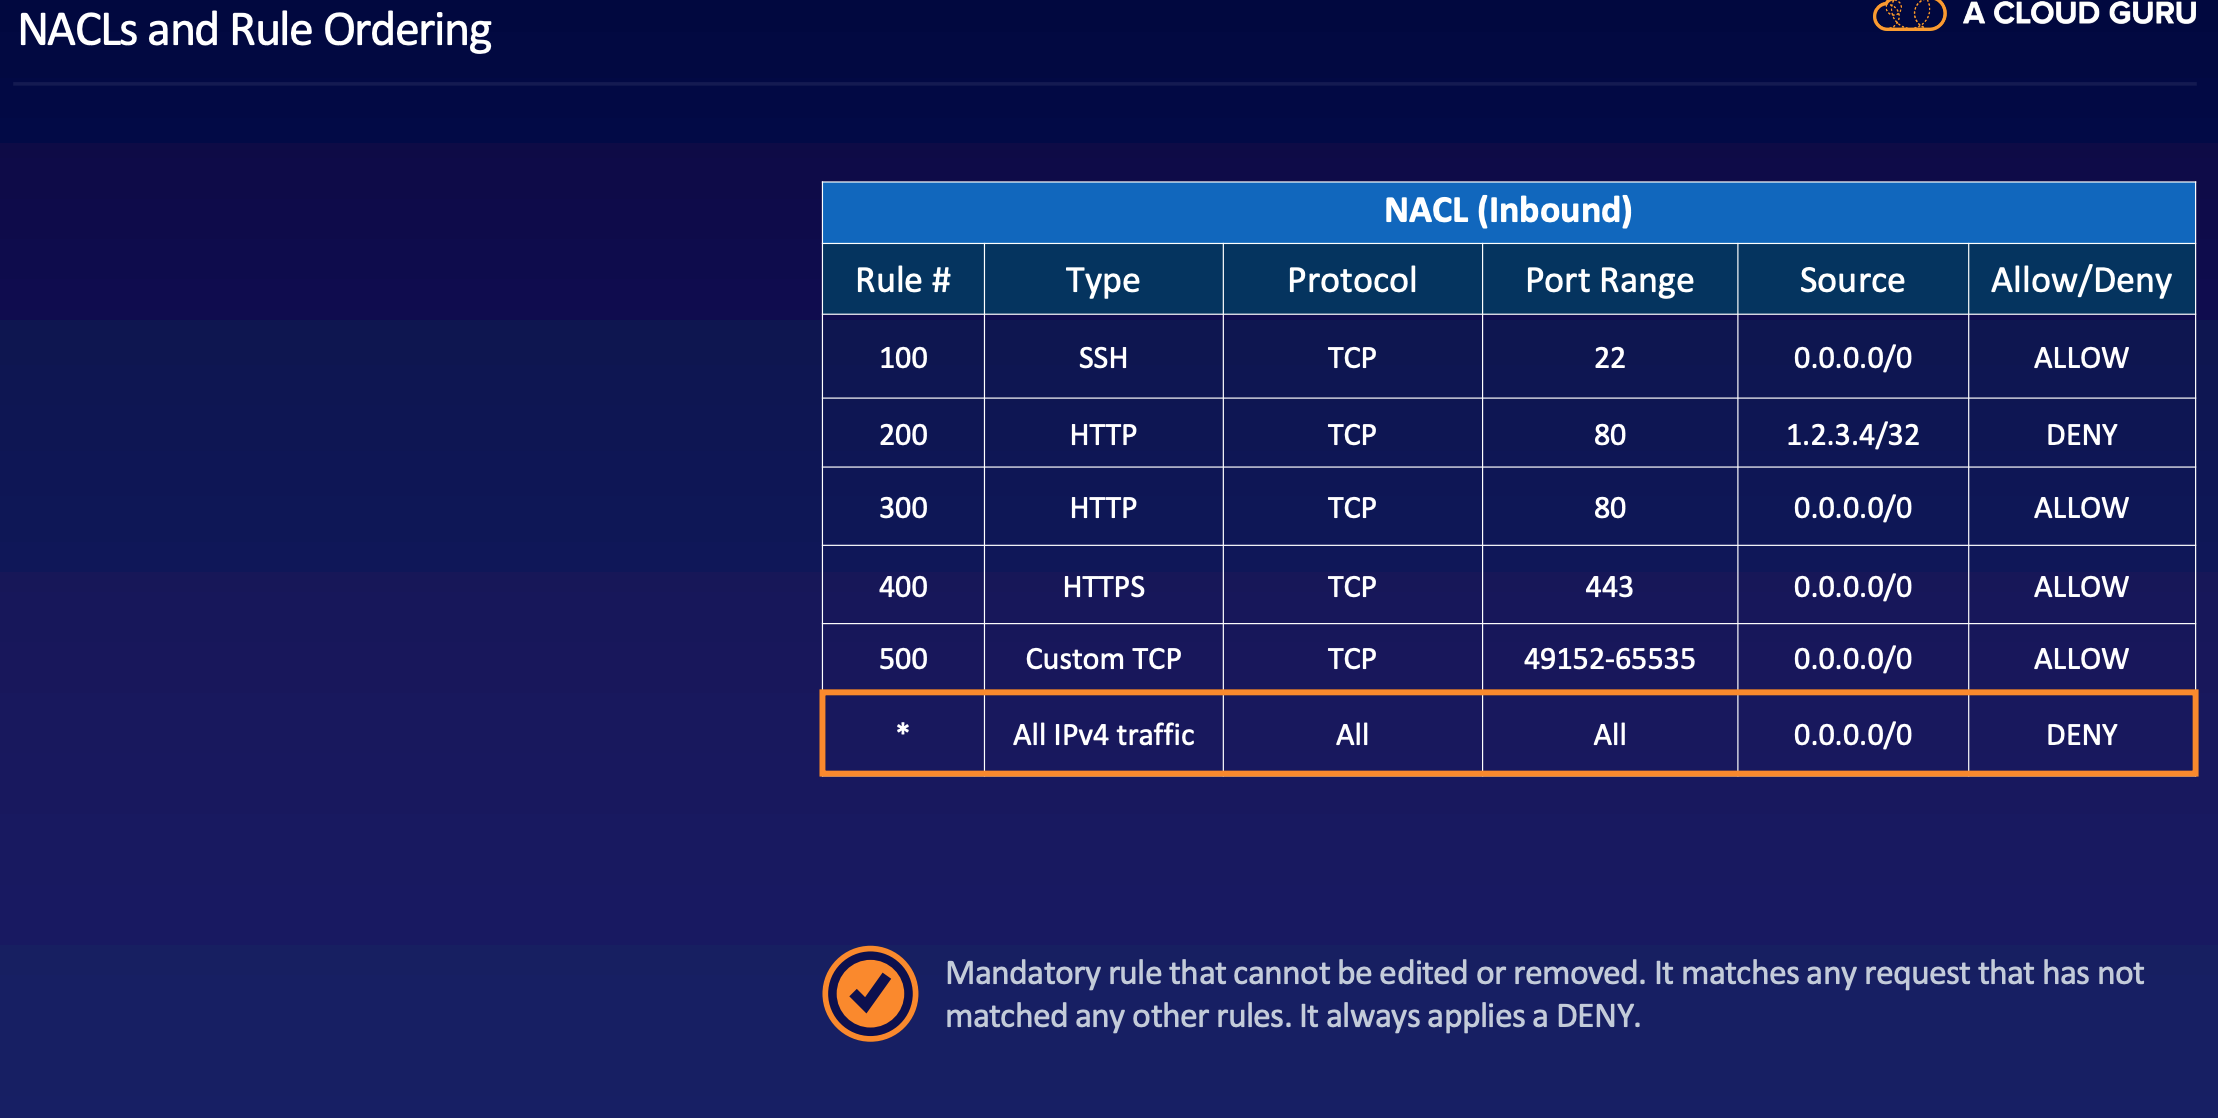 NACLs and Rule Ordering
A CLOUD GURU
NACL (Inbound)
Rule # Type Protocol Port Range Source Allow/Deny
100 SSH TCP 22 0.0.0.0/0 ALLOW
200 HTTP TCP 80 1.2.3.4/32 DENY
300 HTTP TCP 80 0.0.0.0/0 ALLOW
400 HTTPS TCP 443 0.0.0.0/0 ALLOW
500 Custom TCP TCP 49152-65535 0.0.0.0/0 ALLOW
* All IPv4 traffic All All 0.0.0.0/0 DENY
Mandatory rule that cannot be edited or removed. It matches any request that has not
matched any other rules. It always applies a DENY.